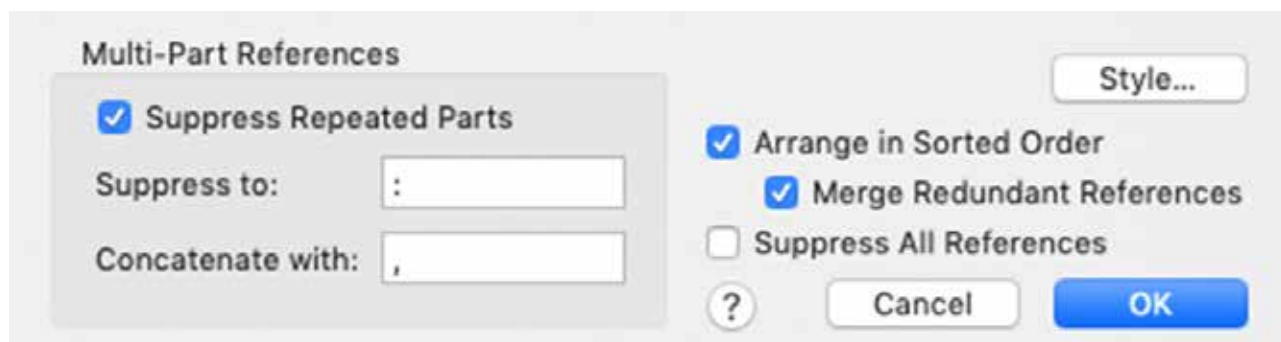 Multi-Part References
Suppress Repeated Parts
Suppress to: :
Concatenate with: ,
Style...
Arrange in Sorted Order
Merge Redundant References
Suppress All References
?
Cancel
OK